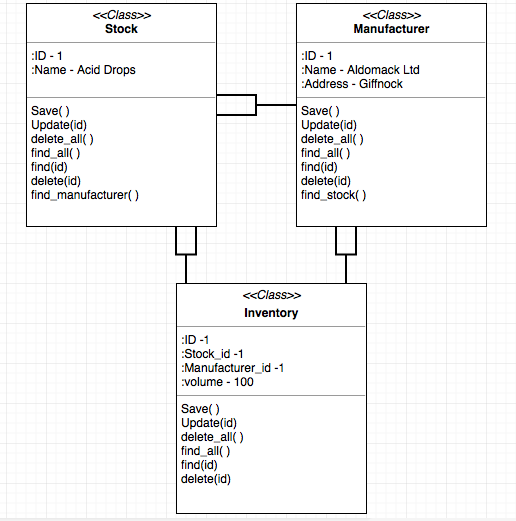 <<Class>>
Stock
:ID - 1
:Name - Acid Drops
Save( )
Update(id)
delete_all( )
find_all( )
find(id)
delete(id)
find_manufacturer( )
<<Class>>
Manufacturer
:ID - 1
:Name - Aldomack Ltd
:Address - Giffnock
Save( )
Update(id)
delete_all( )
find_all( )
find(id)
delete(id)
find_stock( )
<<Class>>
Inventory
:ID -1
:Stock_id -1
:Manufacturer_id -1
:volume - 100
Save( )
Update(id)
delete_all( )
find_all( )
find(id)
delete(id)